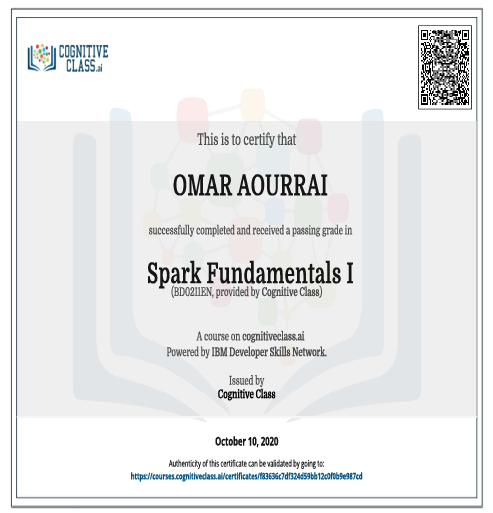 COGNITIVE
CLASS.ai
This is to certify that
OMAR AOURRAI
successfully completed and received a passing grade in
Spark Fundamentals I
(BD0211EN, provided by Cognitive Class)
A course on cognitiveclass.ai
Powered by IBM Developer Skills Network.
Issued by
Cognitive Class
October 10, 2020
Authenticity of this certificate can be validated by going to:
https://courses.cognitiveclass.ai/certificates/f83636c7df324d59bb12c0f0b9e987cd